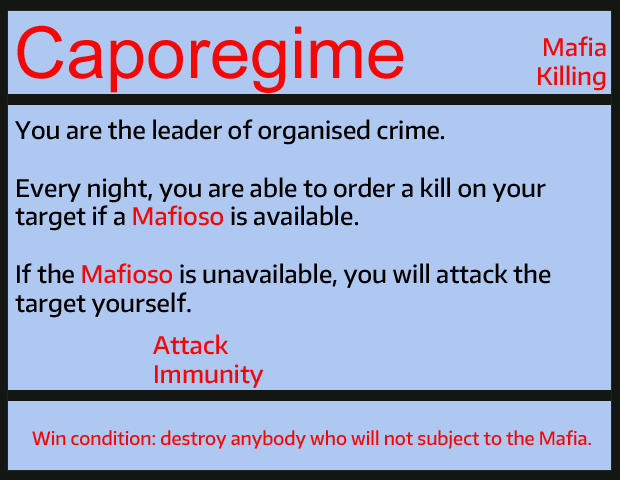 Caporegime
Mafia
Killing
You are the leader of organised crime.
Every night, you are able to order a kill on your
target if a Mafioso is available.
If the Mafioso is unavailable, you will attack the
target yourself.
Attack
Immunity
Win condition: destroy anybody who will not subject to the Mafia.